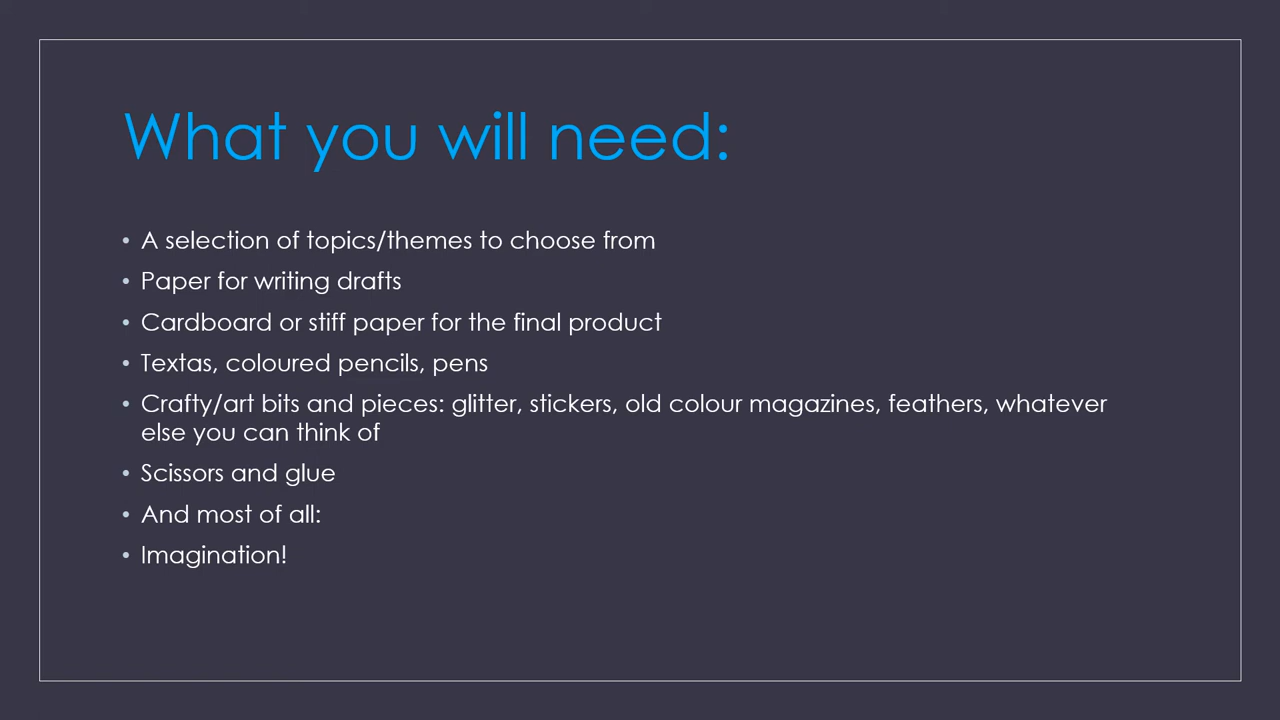 What you will need:
• A selection of topics/themes to choose from
• Paper for writing drafts
• Cardboard or stiff paper for the final product
• Textas, coloured pencils, pens
• Crafty/art bits and pieces: glitter, stickers, old colour magazines, feathers, whatever
else you can think of
• Scissors and glue
• And most of all:
• Imagination!